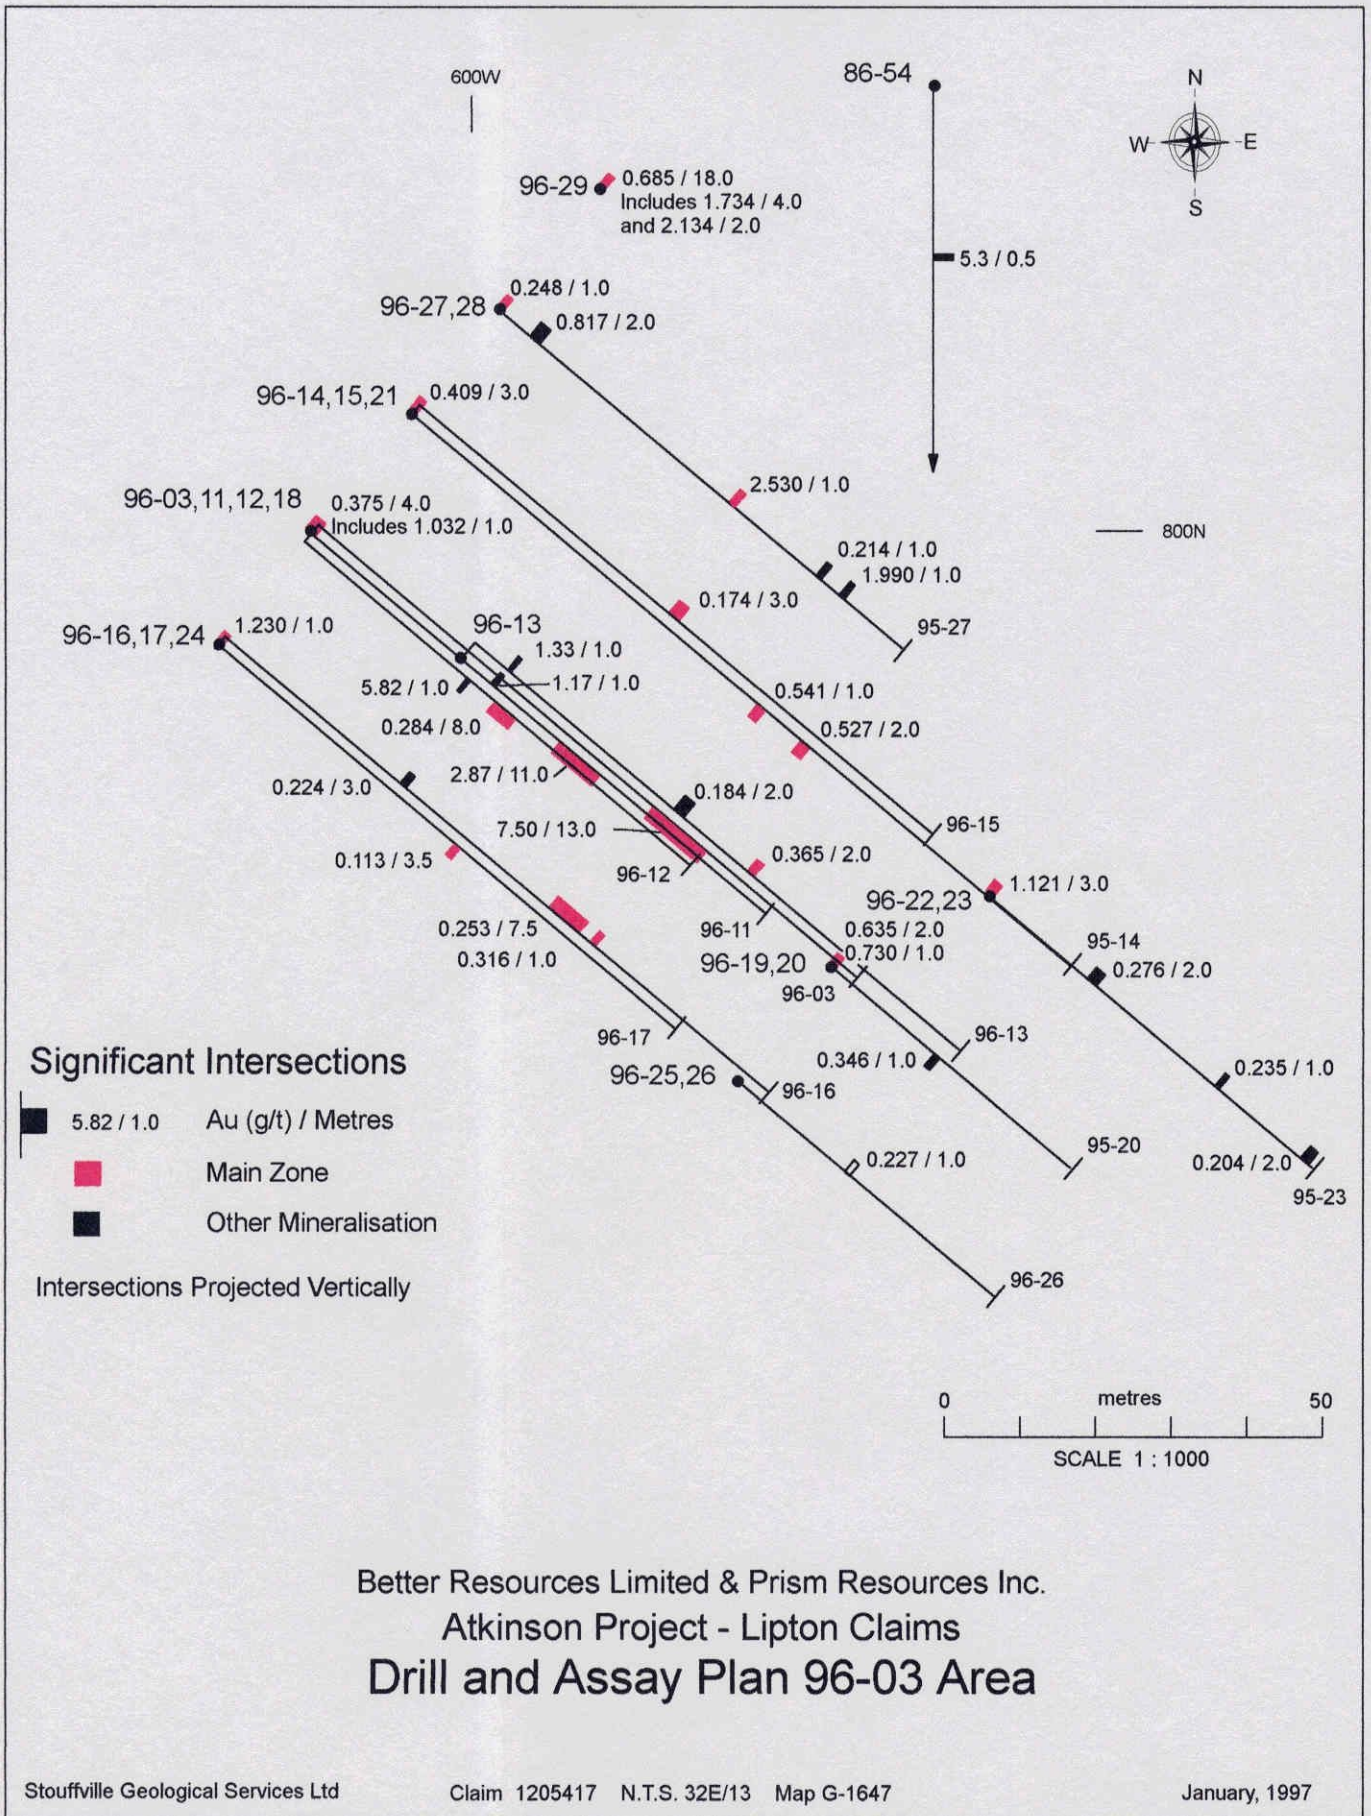 600W
86-54
N
W
E
S
96-29
0.685 / 18.0
Includes 1.734 / 4.0
and 2.134 / 2.0
5.3 / 0.5
96-27,28
0.248 / 1.0
0.817 / 2.0
96-14,15,21
0.409 / 3.0
2.530 / 1.0
96-03,11,12,18
0.375 / 4.0
Includes 1.032 / 1.0
800N
0.214 / 1.0
1.990 / 1.0
0.174 / 3.0
95-27
96-16,17,24
1.230 / 1.0
96-13
1.33 / 1.0
1.17 / 1.0
5.82 / 1.0
0.541 / 1.0
0.284 / 8.0
0.527 / 2.0
2.87 / 11.0
0.224 / 3.0
0.184 / 2.0
7.50 / 13.0
96-15
0.113 / 3.5
0.365 / 2.0
96-12
1.121 / 3.0
96-22,23
0.253 / 7.5
96-11
0.635 / 2.0
95-14
0.316 / 1.0
0.730 / 1.0
96-19,20
0.276 / 2.0
96-03
96-17
96-13
0.346 / 1.0
0.235 / 1.0
96-25,26
96-16
95-20
0.227 / 1.0
0.204 / 2.0
95-23
96-26
Significant Intersections
5.82 / 1.0 Au (g/t) / Metres
Main Zone
Other Mineralisation
Intersections Projected Vertically
0 metres 50
SCALE 1 : 1000
Better Resources Limited & Prism Resources Inc.
Atkinson Project - Lipton Claims
Drill and Assay Plan 96-03 Area
Stouffville Geological Services Ltd Claim 1205417 N.T.S. 32E/13 Map G-1647 January, 1997